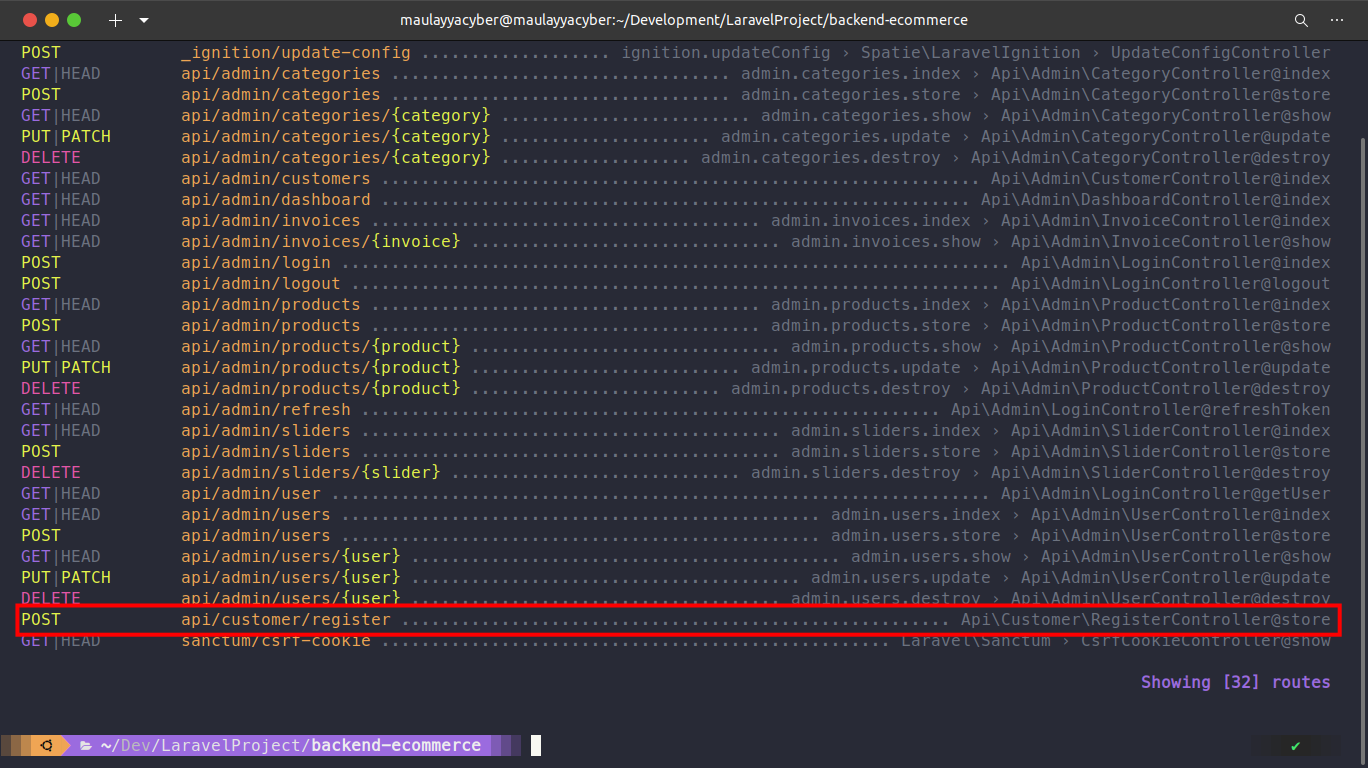 maulayyacyber@maulayyacyber:~/Development/LaravelProject/backend-ecommerce
POST _ignition/update-config ................... ignition.updateConfig › Spatie\LaravelIgnition › UpdateConfigController
GET|HEAD api/admin/categories .................................. admin.categories.index › Api\Admin\CategoryController@index
POST api/admin/categories .................................. admin.categories.store › Api\Admin\CategoryController@store
GET|HEAD api/admin/categories/{category} ......................... admin.categories.show › Api\Admin\CategoryController@show
PUT|PATCH api/admin/categories/{category} ..................... admin.categories.update › Api\Admin\CategoryController@update
DELETE api/admin/categories/{category} ................... admin.categories.destroy › Api\Admin\CategoryController@destroy
GET|HEAD api/admin/customers ............................................................ Api\Admin\CustomerController@index
GET|HEAD api/admin/dashboard ........................................................... Api\Admin\DashboardController@index
GET|HEAD api/admin/invoices ....................................... admin.invoices.index › Api\Admin\InvoiceController@index
GET|HEAD api/admin/invoices/{invoice} ............................... admin.invoices.show › Api\Admin\InvoiceController@show
POST api/admin/login ................................................................... Api\Admin\LoginController@index
POST api/admin/logout ................................................................. Api\Admin\LoginController@logout
GET|HEAD api/admin/products ....................................... admin.products.index › Api\Admin\ProductController@index
POST api/admin/products ....................................... admin.products.store › Api\Admin\ProductController@store
GET|HEAD api/admin/products/{product} ............................... admin.products.show › Api\Admin\ProductController@show
PUT|PATCH api/admin/products/{product} ........................... admin.products.update › Api\Admin\ProductController@update
DELETE api/admin/products/{product} ......................... admin.products.destroy › Api\Admin\ProductController@destroy
GET|HEAD api/admin/refresh .......................................................... Api\Admin\LoginController@refreshToken
GET|HEAD api/admin/sliders .......................................... admin.sliders.index › Api\Admin\SliderController@index
POST api/admin/sliders .......................................... admin.sliders.store › Api\Admin\SliderController@store
DELETE api/admin/sliders/{slider} .............................. admin.sliders.destroy › Api\Admin\SliderController@destroy
GET|HEAD api/admin/user .................................................................. Api\Admin\LoginController@getUser
GET|HEAD api/admin/users ................................................ admin.users.index › Api\Admin\UserController@index
POST api/admin/users ................................................ admin.users.store › Api\Admin\UserController@store
GET|HEAD api/admin/users/{user} ........................................... admin.users.show › Api\Admin\UserController@show
PUT|PATCH api/admin/users/{user} ....................................... admin.users.update › Api\Admin\UserController@update
DELETE api/admin/users/{user} ..................................... admin.users.destroy › Api\Admin\UserController@destroy
POST api/customer/register ....................................................... Api\Customer\RegisterController@store
GET|HEAD sanctum/csrf-cookie .................................................... Laravel\Sanctum › CsrfCookieController@show
Showing [32] routes
~/Dev/LaravelProject/backend-ecommerce